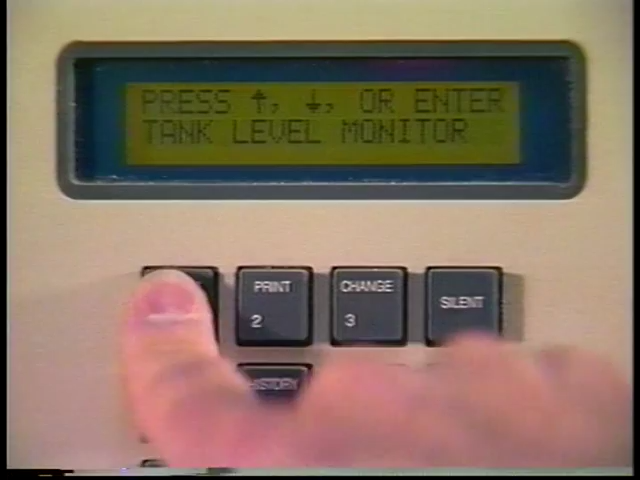 PRESS ↑, ↓, OR ENTER
TANK LEVEL MONITOR
PRINT
2
CHANGE
3
SILENT
HISTORY